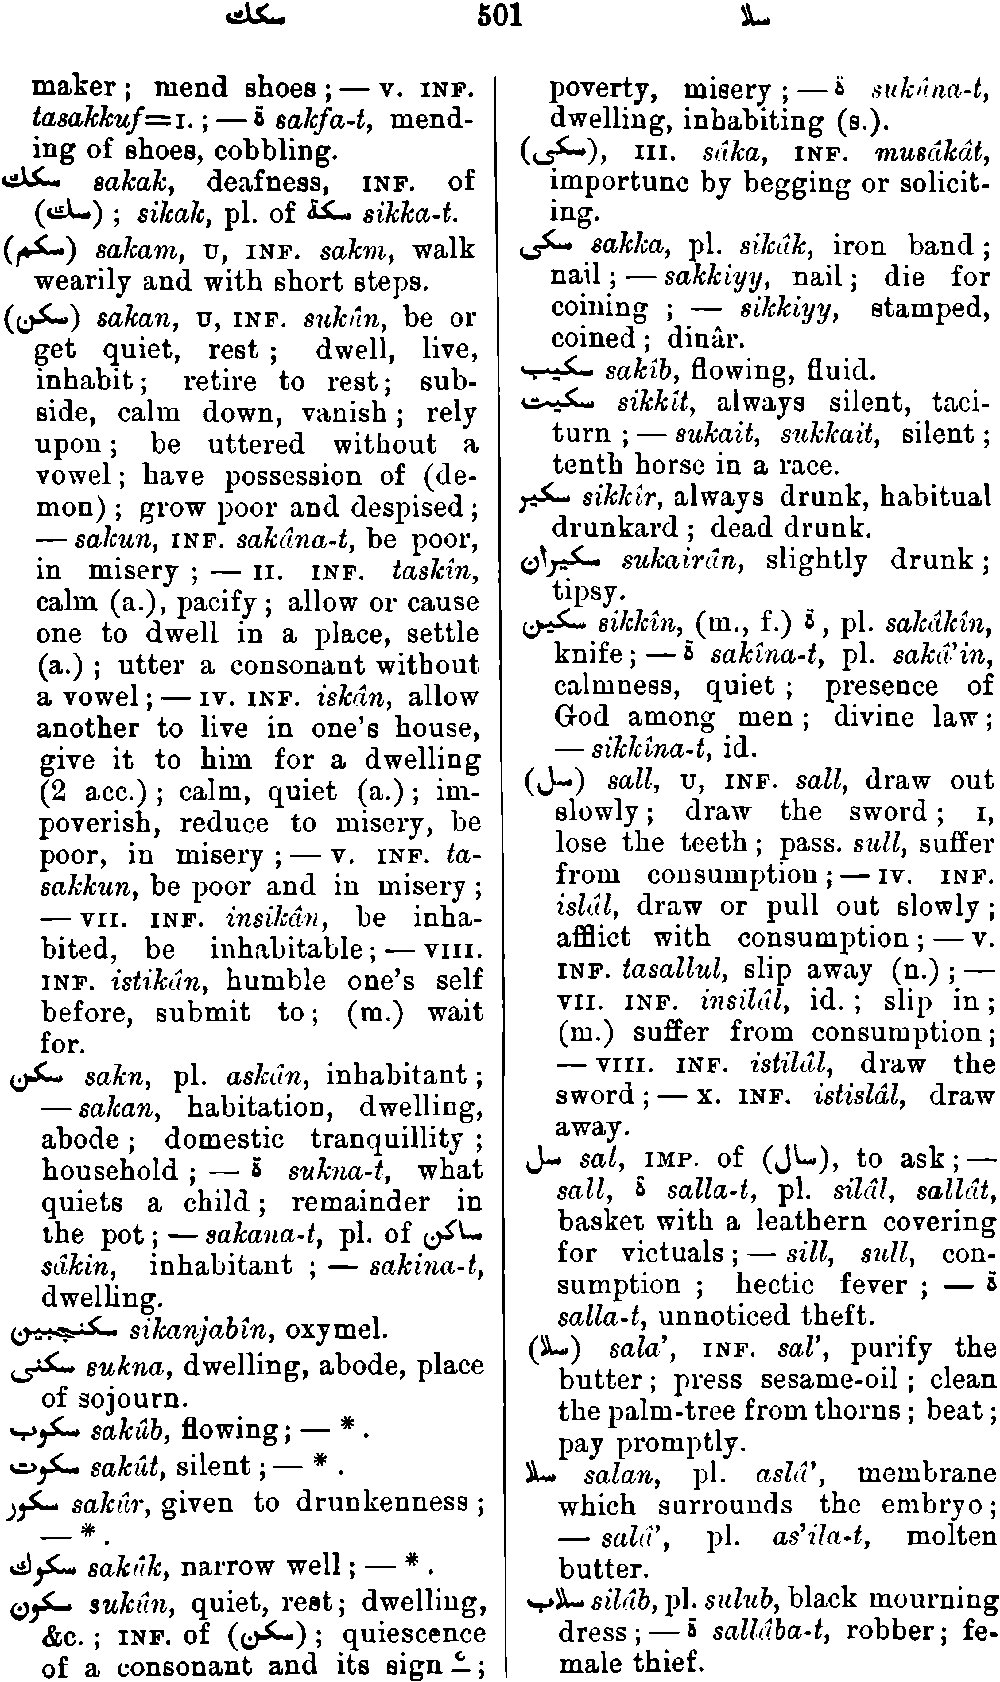 سكك 501 سلا
maker; mend shoes; — V. INF.
tasakkuf=I.; — ة sakfa-t, mend-
ing of shoes, cobbling.
سكك sakak, deafness, INF. of
(سك); sikak, pl. of سكة sikka-t.
(سكم) sakam, U, INF. sakm, walk
wearily and with short steps.
(سكن) sakan, U, INF. sukûn, be or
get quiet, rest; dwell, live,
inhabit; retire to rest; sub-
side, calm down, vanish; rely
upon; be uttered without a
vowel; have possession of (de-
mon); grow poor and despised;
— sakun, INF. sakâna-t, be poor,
in misery; — II. INF. taskîn,
calm (a.), pacify; allow or cause
one to dwell in a place, settle
(a.); utter a consonant without
a vowel; — IV. INF. iskân, allow
another to live in one's house,
give it to him for a dwelling
(2 acc.); calm, quiet (a.); im-
poverish, reduce to misery, be
poor, in misery; — V. INF. ta-
sakkun, be poor and in misery;
— VII. INF. insikân, be inha-
bited, be inhabitable; — VIII.
INF. istikân, humble one's self
before, submit to; (m.) wait
for.
سكن sakn, pl. askân, inhabitant;
— sakan, habitation, dwelling,
abode; domestic tranquillity;
household; — ة sukna-t, what
quiets a child; remainder in
the pot; — sakana-t, pl. of ساكن
sâkin, inhabitant; — sakina-t,
dwelling.
سكنجبين sikanjabîn, oxymel.
سكنى sukna, dwelling, abode, place
of sojourn.
سكوب sakûb, flowing; — *.
سكوت sakût, silent; — *.
سكور sakûr, given to drunkenness;
— *.
سكوك sakûk, narrow well; — *.
سكون sukûn, quiet, rest; dwelling,
&c.; INF. of (سكن); quiescence
of a consonant and its sign ـْ;
poverty, misery; — ة sukûna-t,
dwelling, inhabiting (s.).
(سكى), III. sâka, INF. musâkât,
importune by begging or solicit-
ing.
سكى sakka, pl. sikâk, iron band;
nail; — sakkiyy, nail; die for
coining; — sikkiyy, stamped,
coined; dinâr.
سكيب sakîb, flowing, fluid.
سكيت sikkît, always silent, taci-
turn; — sukait, sukkait, silent;
tenth horse in a race.
سكير sikkîr, always drunk, habitual
drunkard; dead drunk.
سكيران sukairân, slightly drunk;
tipsy.
سكين sikkîn, (m., f.) ة, pl. sakâkîn,
knife; — ة sakîna-t, pl. sakâ'in,
calmness, quiet; presence of
God among men; divine law;
— sikkîna-t, id.
(سل) sall, U, INF. sall, draw out
slowly; draw the sword; I,
lose the teeth; pass. sull, suffer
from consumption; — IV. INF.
islâl, draw or pull out slowly;
afflict with consumption; — V.
INF. tasallul, slip away (n.); —
VII. INF. insilâl, id.; slip in;
(m.) suffer from consumption;
— VIII. INF. istilâl, draw the
sword; — X. INF. istislâl, draw
away.
سل sal, IMP. of (سال), to ask; —
sall, ة salla-t, pl. silâl, sallât,
basket with a leathern covering
for victuals; — sill, sull, con-
sumption; hectic fever; — ة
salla-t, unnoticed theft.
(سلا) sala', INF. sal', purify the
butter; press sesame-oil; clean
the palm-tree from thorns; beat;
pay promptly.
سلا salan, pl. aslâ', membrane
which surrounds the embryo;
— salâ', pl. as'ila-t, molten
butter.
سلاب silâb, pl. sulub, black mourning
dress; — ة sallâba-t, robber; fe-
male thief.